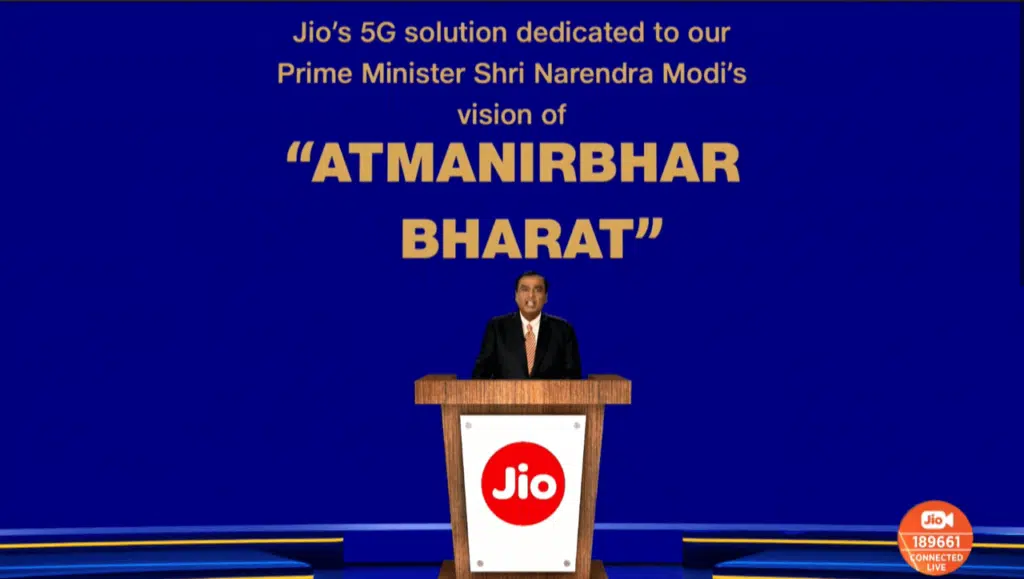 Jio's 5G solution dedicated to our
Prime Minister Shri Narendra Modi's
vision of
“ATMANIRBHAR
BHARAT”
Jio
Jio
189661
CONNECTED
LIVE